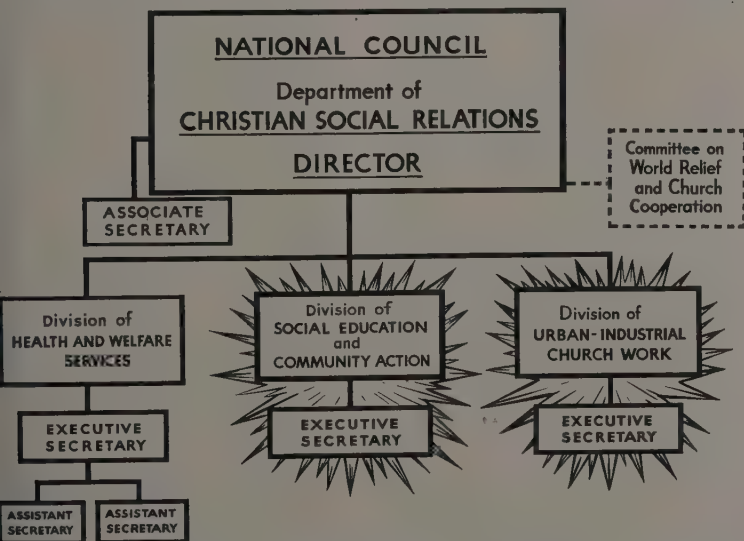 NATIONAL COUNCIL
Department of
CHRISTIAN SOCIAL RELATIONS
DIRECTOR
Committee on
World Relief
and Church
Cooperation
ASSOCIATE
SECRETARY
Division of
HEALTH AND WELFARE
SERVICES
Division of
SOCIAL EDUCATION
and
COMMUNITY ACTION
Division of
URBAN-INDUSTRIAL
CHURCH WORK
EXECUTIVE
SECRETARY
EXECUTIVE
SECRETARY
EXECUTIVE
SECRETARY
ASSISTANT
SECRETARY
ASSISTANT
SECRETARY